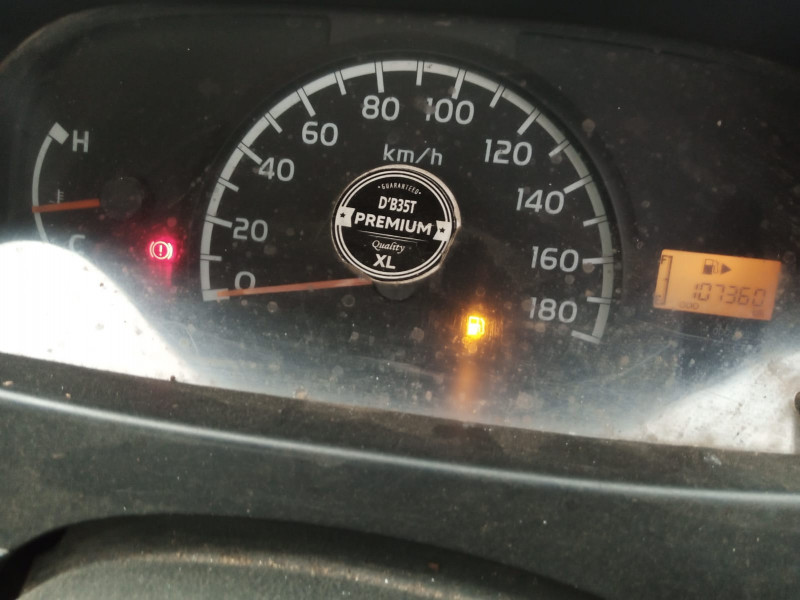 H
C
0
20
40
60
80
100
120
140
160
180
km/h
GUARANTEED
D'B35T
PREMIUM
Quality
XL
F
107360